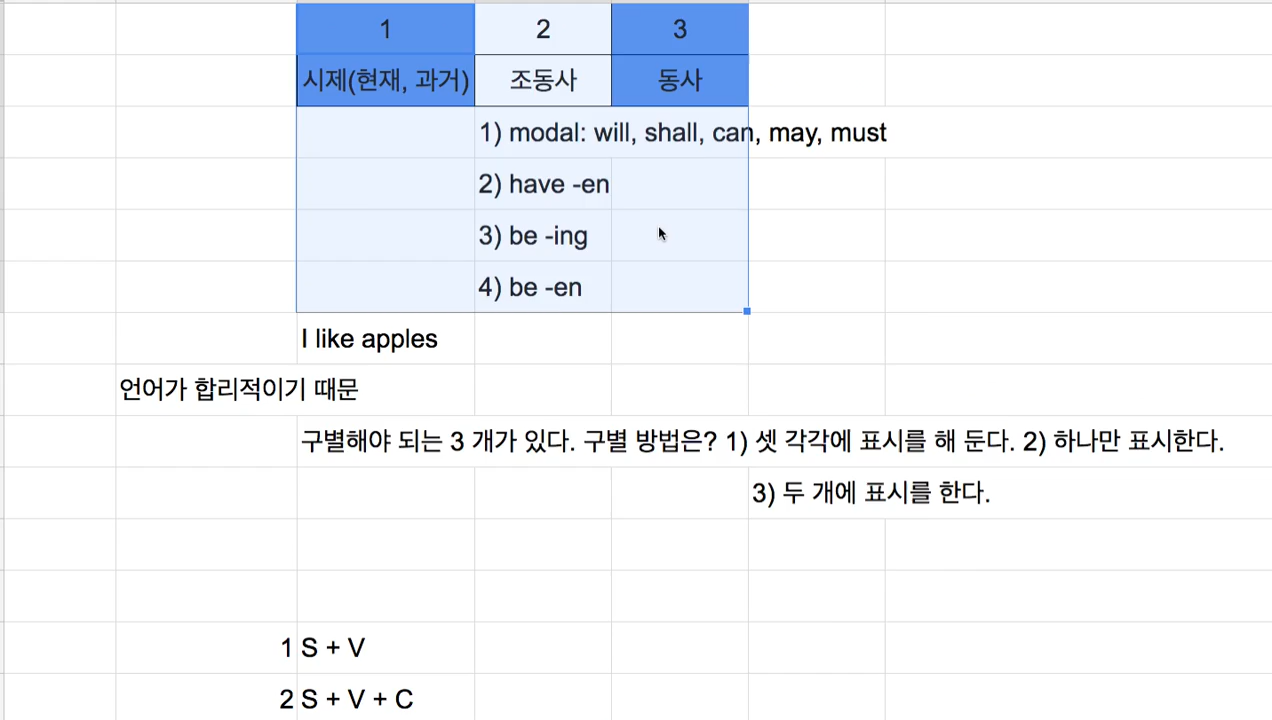 1 2 3
시제(현재, 과거) 조동사 동사
1) modal: will, shall, can, may, must
2) have -en
3) be -ing
4) be -en
I like apples
언어가 합리적이기 때문
구별해야 되는 3 개가 있다. 구별 방법은? 1) 셋 각각에 표시를 해 둔다. 2) 하나만 표시한다.
3) 두 개에 표시를 한다.
1 S + V
2 S + V + C